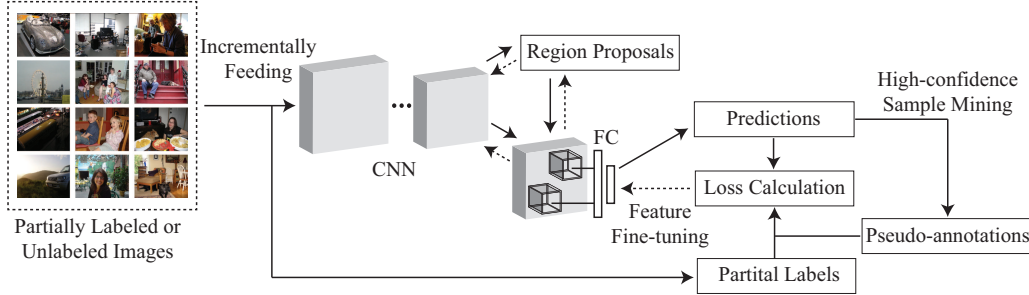 Incrementally
Feeding
Region Proposals
High-confidence
Sample Mining
FC
Predictions
CNN
Loss Calculation
Feature
Fine-tuning
Partially Labeled or
Unlabeled Images
Pseudo-annotations
Partital Labels